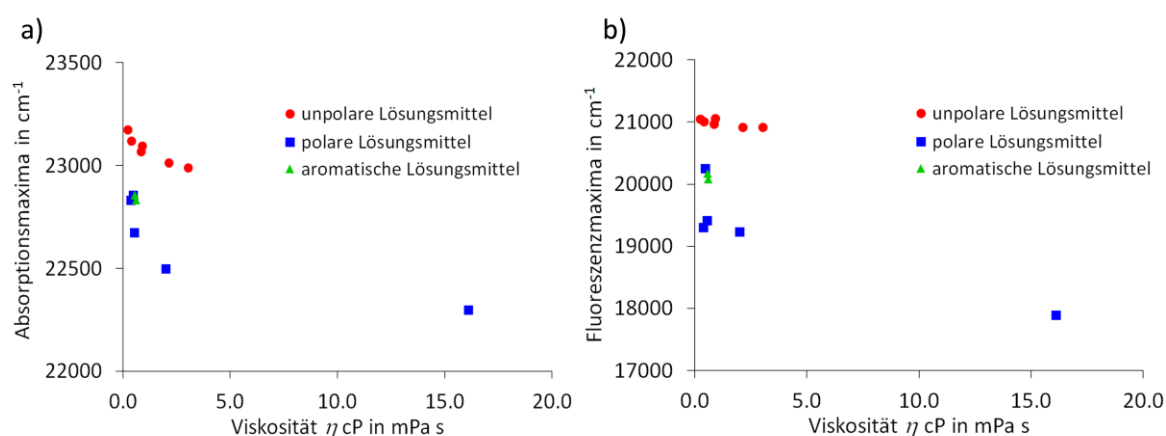 a)
Absorptionsmaxima in cm-1
23500
23000
22500
22000
unpolare Lösungsmittel
polare Lösungsmittel
aromatische Lösungsmittel
0.0 5.0 10.0 15.0 20.0
Viskosität η cP in mPa s
b)
Fluoreszenzmaxima in cm-1
22000
21000
20000
19000
18000
17000
unpolare Lösungsmittel
polare Lösungsmittel
aromatische Lösungsmittel
0.0 5.0 10.0 15.0 20.0
Viskosität η cP in mPa s